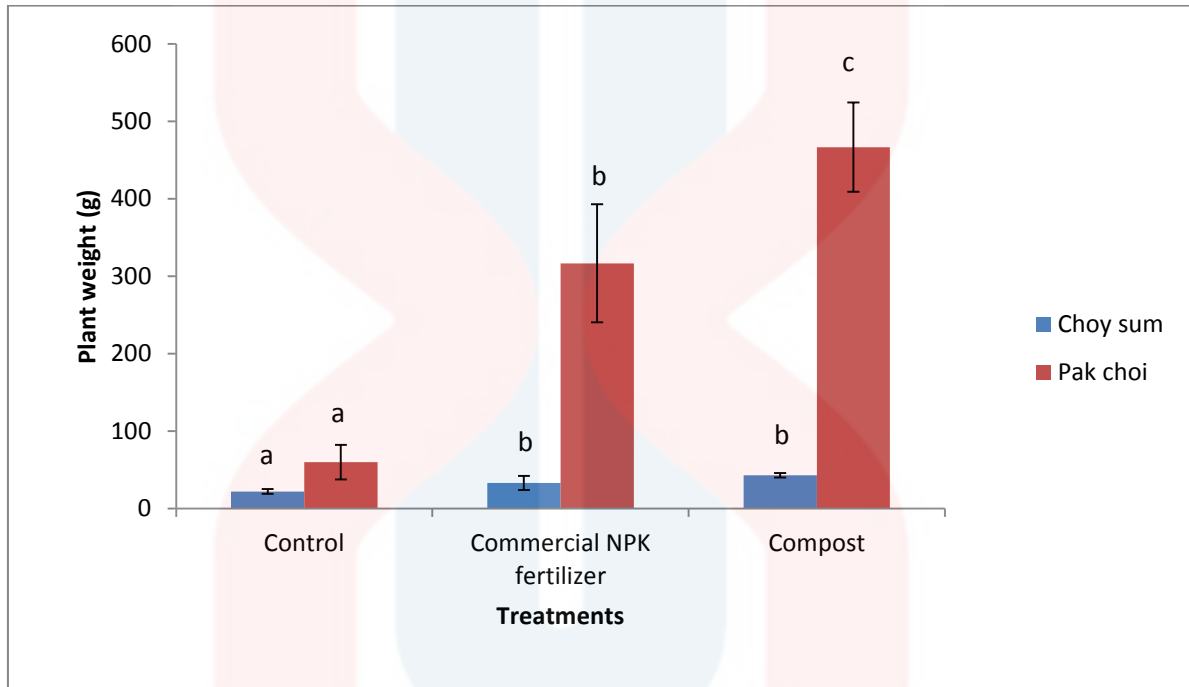 600
500
400
300
200
100
0
Plant weight (g)
a
a
b
b
b
c
Control
Commercial NPK
fertilizer
Compost
Treatments
Choy sum
Pak choi